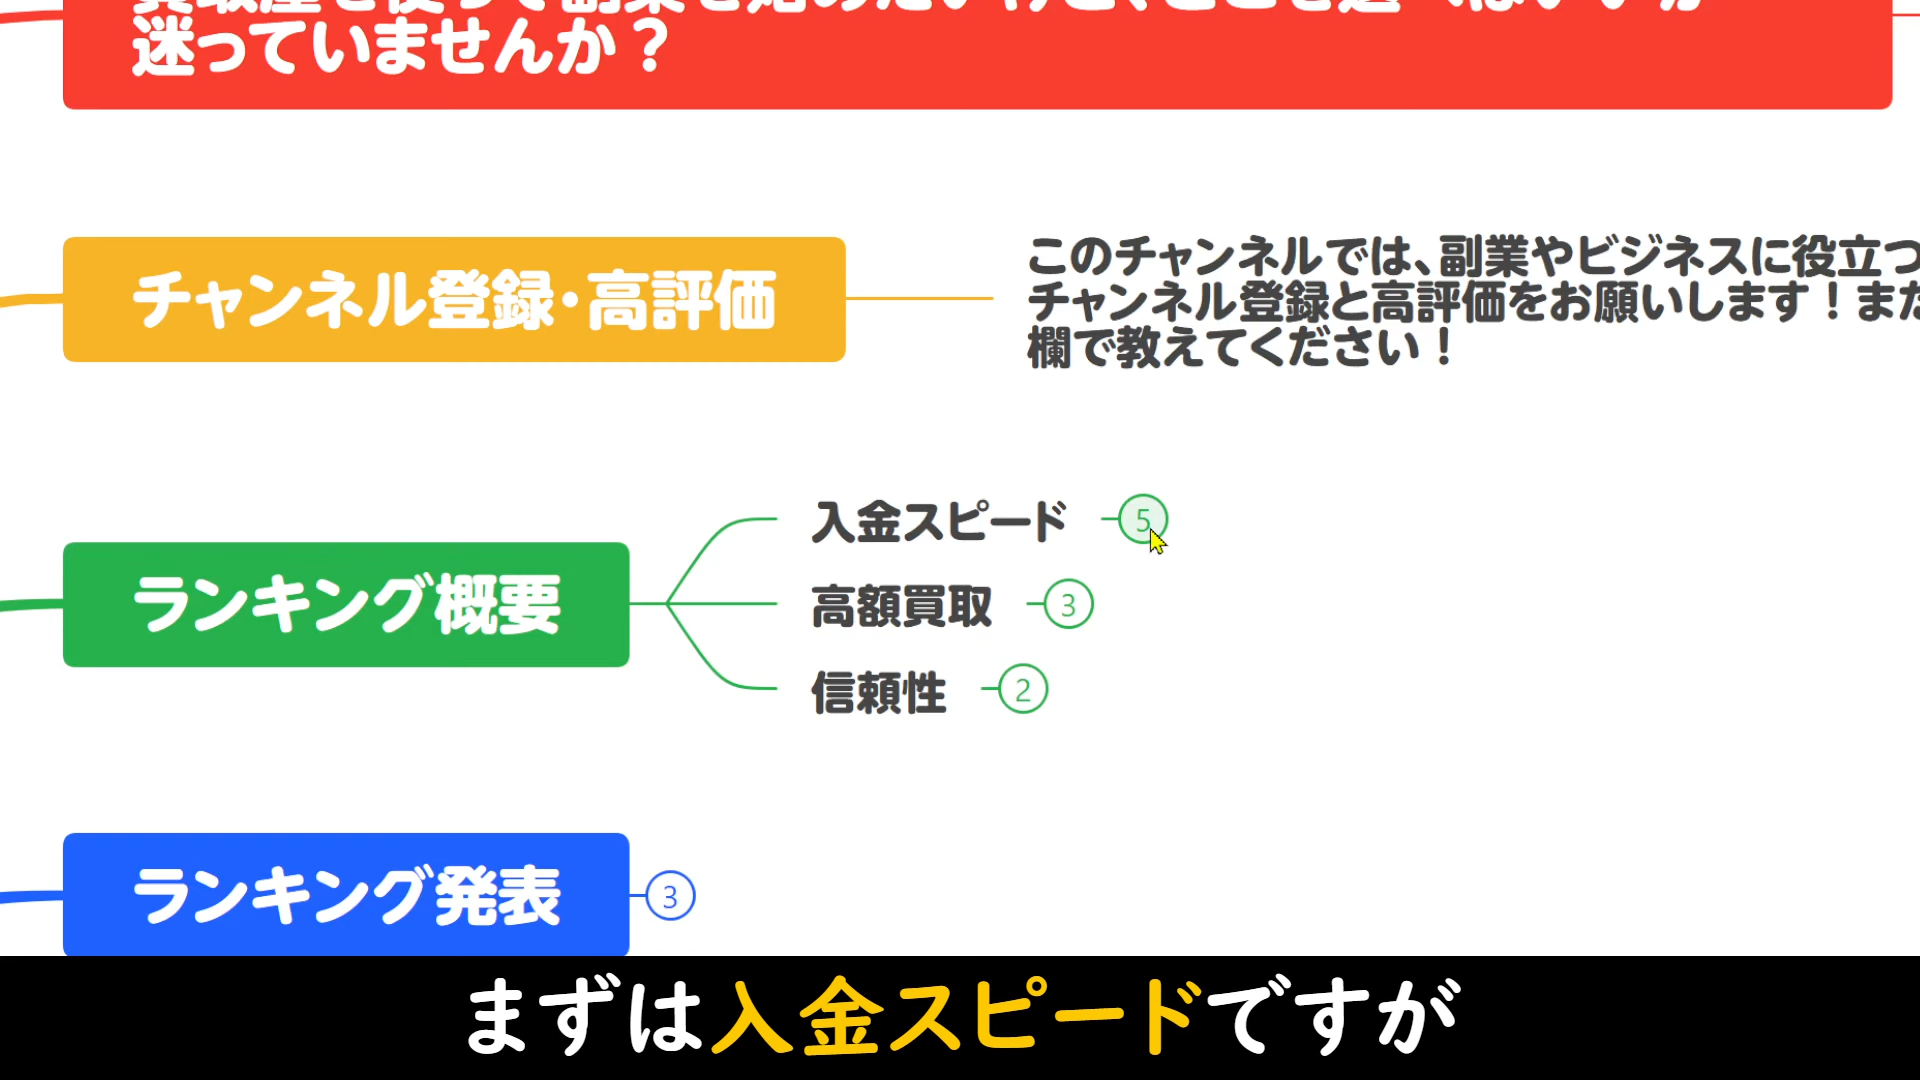 迷っていませんか？
チャンネル登録・高評価
このチャンネルでは、副業やビジネスに役立つ
チャンネル登録と高評価をお願いします！また
欄で教えてください！
ランキング概要
入金スピード
5
高額買取
3
信頼性
2
ランキング発表
3
まずは入金スピードですが